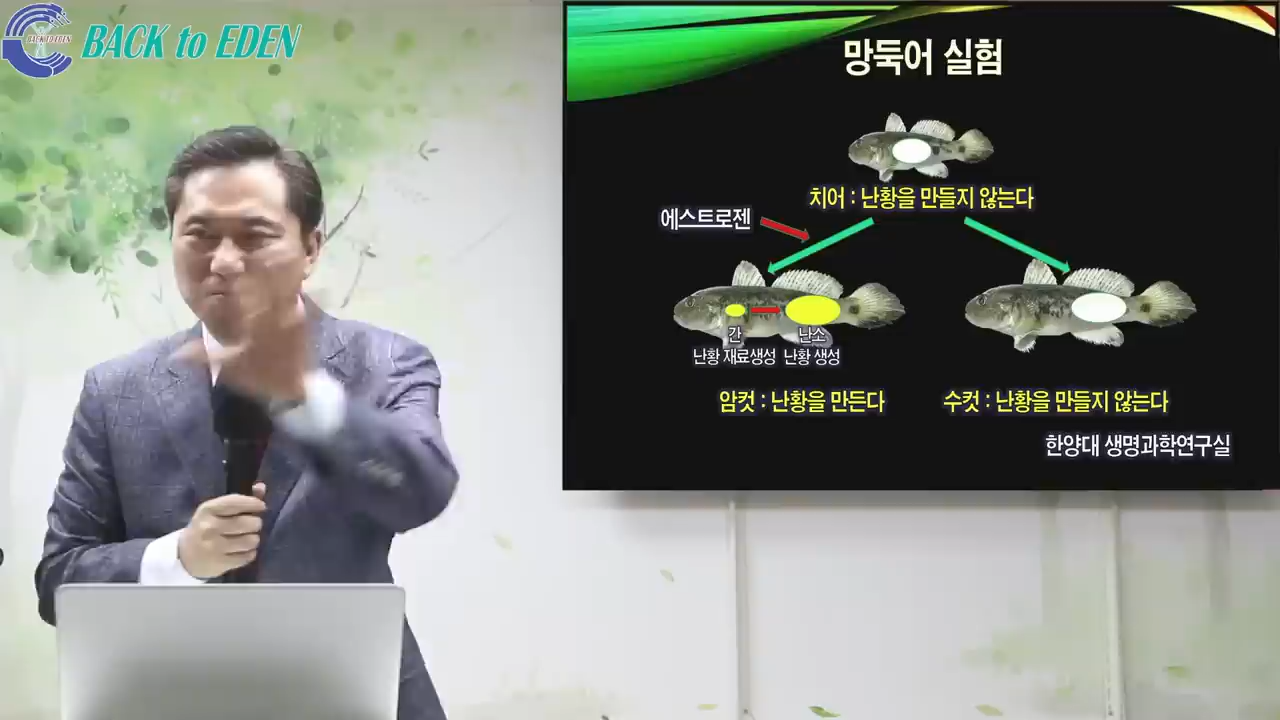 BACK TO EDEN
BACK to EDEN
망둑어 실험
치어 : 난황을 만들지 않는다
에스트로젠
간
난소
난황 재료생성
난황 생성
암컷 : 난황을 만든다
수컷 : 난황을 만들지 않는다
한양대 생명과학연구실